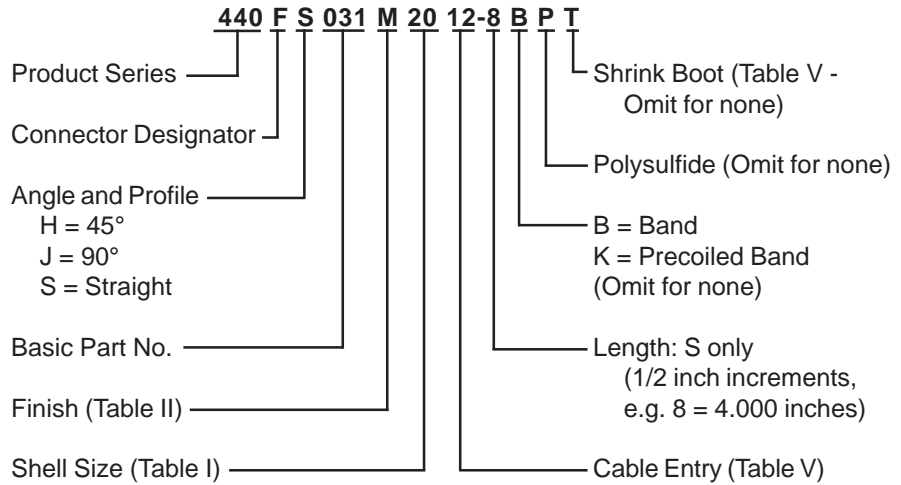 440 F S 031 M 20 12-8 B P T
Product Series
Connector Designator
Angle and Profile
H = 45°
J = 90°
S = Straight
Basic Part No.
Finish (Table II)
Shell Size (Table I)
Shrink Boot (Table V -
Omit for none)
Polysulfide (Omit for none)
B = Band
K = Precoiled Band
(Omit for none)
Length: S only
(1/2 inch increments,
e.g. 8 = 4.000 inches)
Cable Entry (Table V)